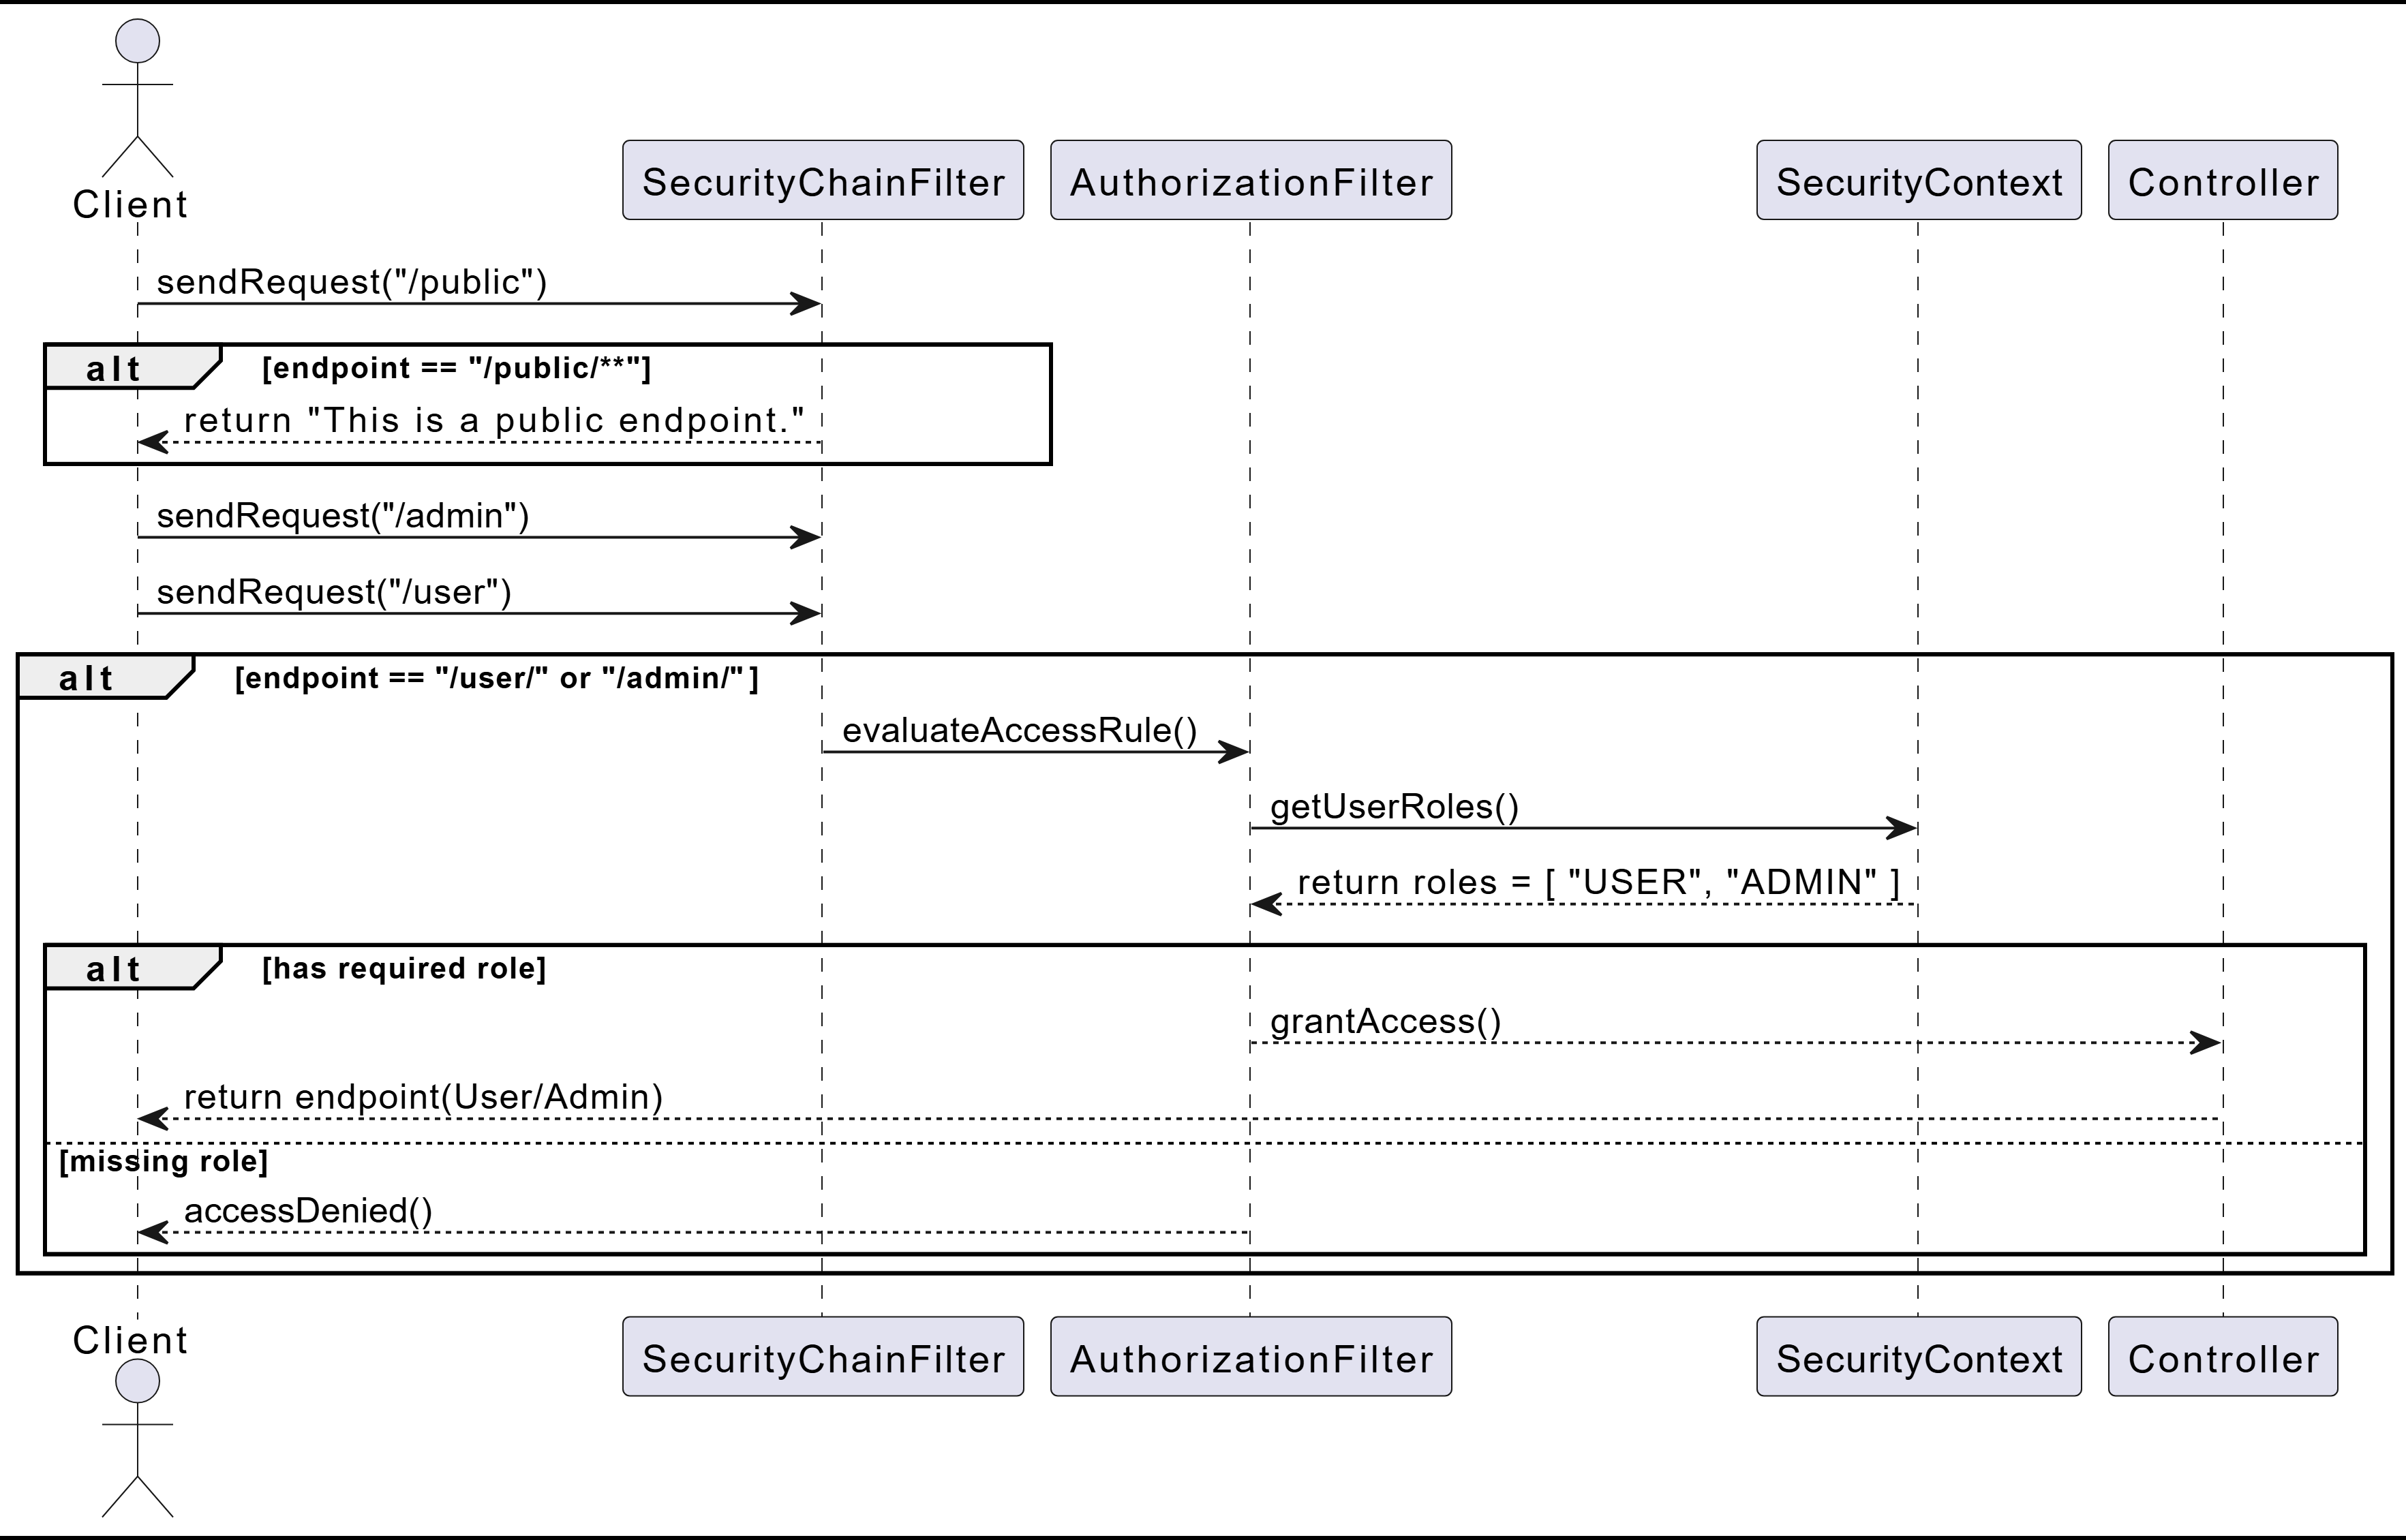 Client
SecurityChainFilter
AuthorizationFilter
SecurityContext
Controller
sendRequest("/public")
alt [endpoint == "/public/**"]
return "This is a public endpoint."
sendRequest("/admin")
sendRequest("/user")
alt [endpoint == "/user/" or "/admin/" ]
evaluateAccessRule()
getUserRoles()
return roles = [ "USER", "ADMIN" ]
alt [has required role]
grantAccess()
return endpoint(User/Admin)
[missing role]
accessDenied()
Client
SecurityChainFilter
AuthorizationFilter
SecurityContext
Controller